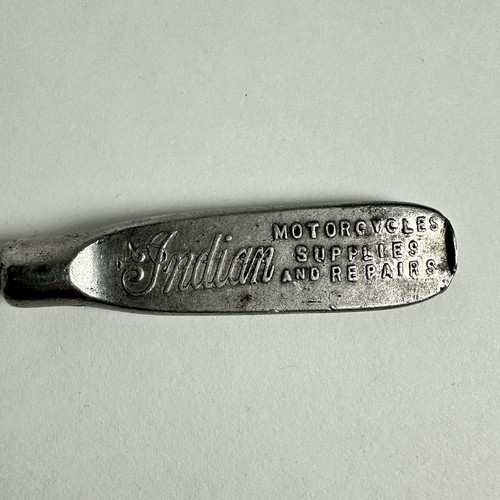 Indian
MOTORCYCLES
SUPPLIES
AND REPAIRS